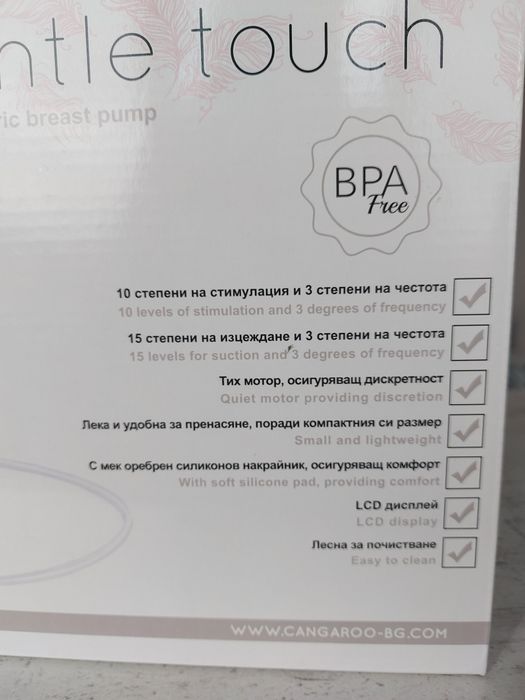 ntle touch
ric breast pump
BPA
Free
10 степени на стимулация и 3 степени на честота
10 levels of stimulation and 3 degrees of frequency
15 степени на изцеждане и 3 степени на честота
15 levels for suction and 3 degrees of frequency
Тих мотор, осигуряващ дискретност
Quiet motor providing discretion
Лека и удобна за пренасяне, поради компактния си размер
Small and lightweight
С мек оребрен силиконов накрайник, осигуряващ комфорт
With soft silicone pad, providing comfort
LCD дисплей
LCD display
Лесна за почистване
Easy to clean
WWW.CANGAROO-BG.COM